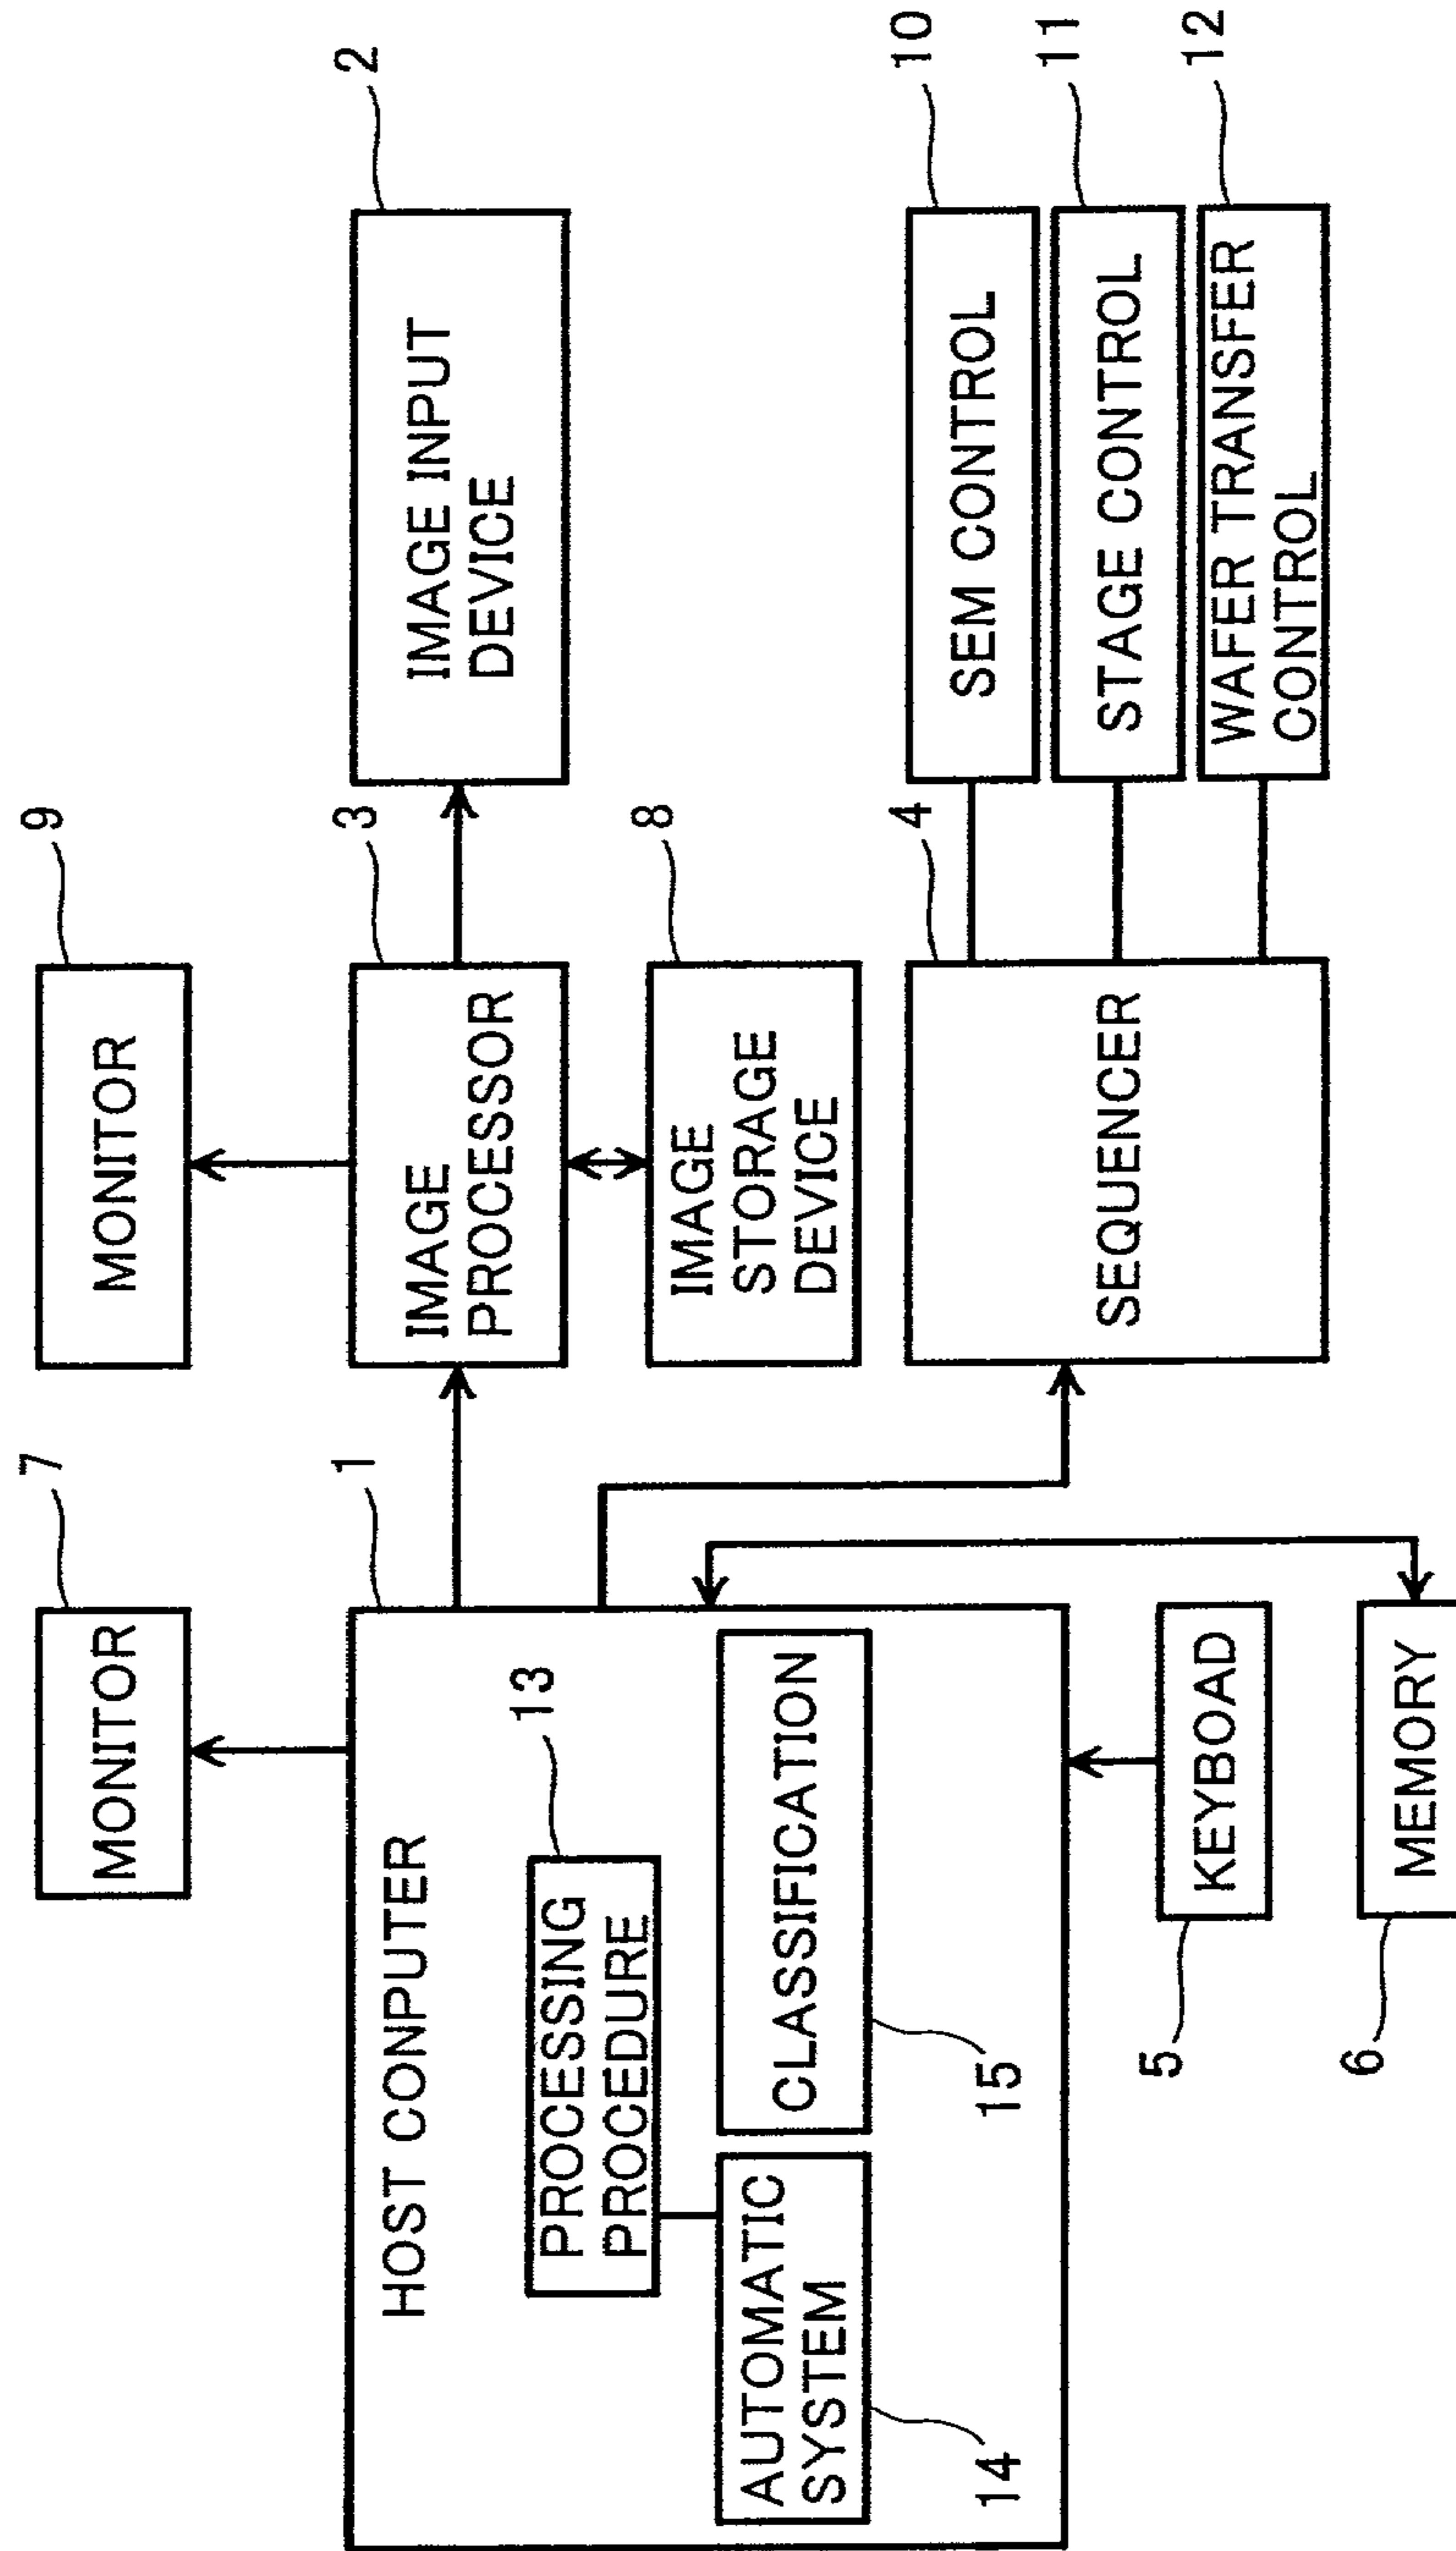 7
MONITOR
9
MONITOR
1
HOST CONPUTER
13
PROCESSING
PROCEDURE
AUTOMATIC
SYSTEM
14
CLASSIFICATION
15
3
IMAGE
PROCESSOR
2
IMAGE INPUT
DEVICE
8
IMAGE
STORAGE
DEVICE
4
SEQUENCER
10
SEM CONTROL
11
STAGE CONTROL
12
WAFER TRANSFER
CONTROL
5
KEYBOAD
6
MEMORY